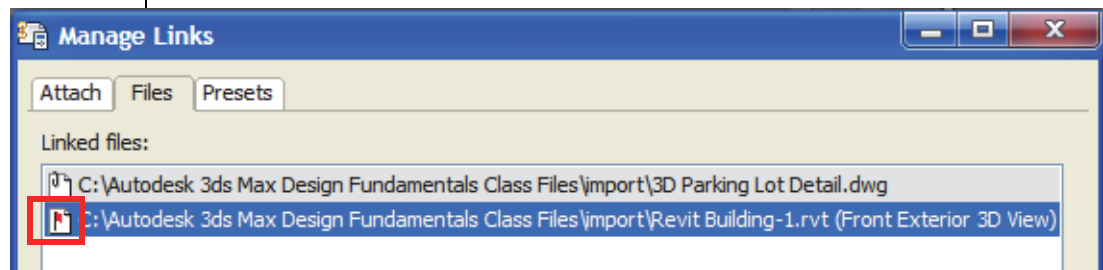 Manage Links
Attach Files Presets
Linked files:
C:\Autodesk 3ds Max Design Fundamentals Class Files\import\3D Parking Lot Detail.dwg
C:\Autodesk 3ds Max Design Fundamentals Class Files\import\Revit Building-1.rvt (Front Exterior 3D View)